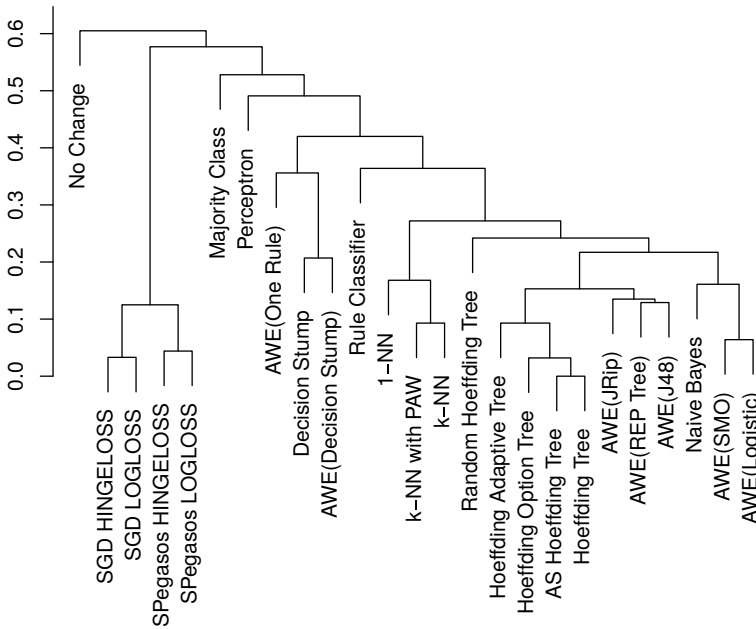 0.6
0.5
0.4
0.3
0.2
0.1
0.0
No Change
SGD HINGELOSS
SGD LOGLOSS
SPegasos HINGELOSS
SPegasos LOGLOSS
Majority Class
Perceptron
AWE(One Rule)
Decision Stump
AWE(Decision Stump)
Rule Classifier
1−NN
k−NN with PAW
k−NN
Random Hoeffding Tree
Hoeffding Adaptive Tree
Hoeffding Option Tree
AS Hoeffding Tree
Hoeffding Tree
AWE(JRip)
AWE(REP Tree)
AWE(J48)
Naive Bayes
AWE(SMO)
AWE(Logistic)